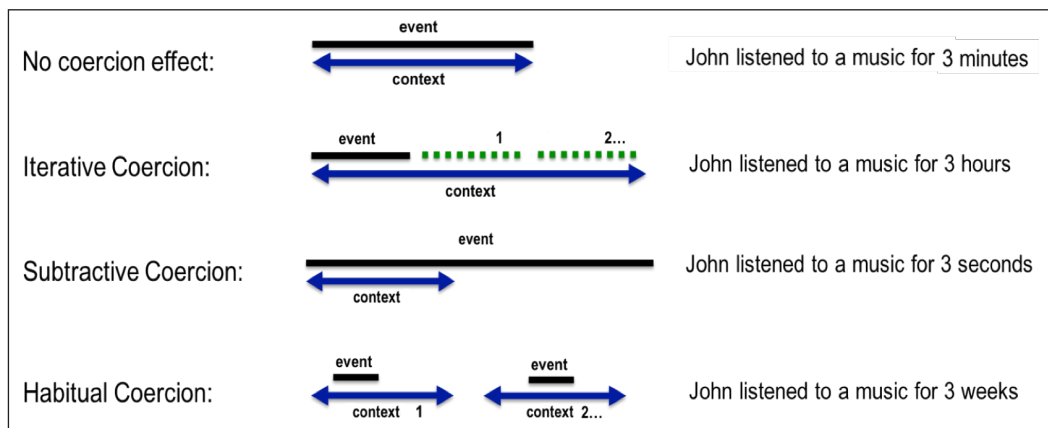 event
No coercion effect:
context
John listened to a music for 3 minutes
event 1 2...
Iterative Coercion:
context
John listened to a music for 3 hours
event
Subtractive Coercion:
context
John listened to a music for 3 seconds
event event
Habitual Coercion:
context 1 context 2...
John listened to a music for 3 weeks